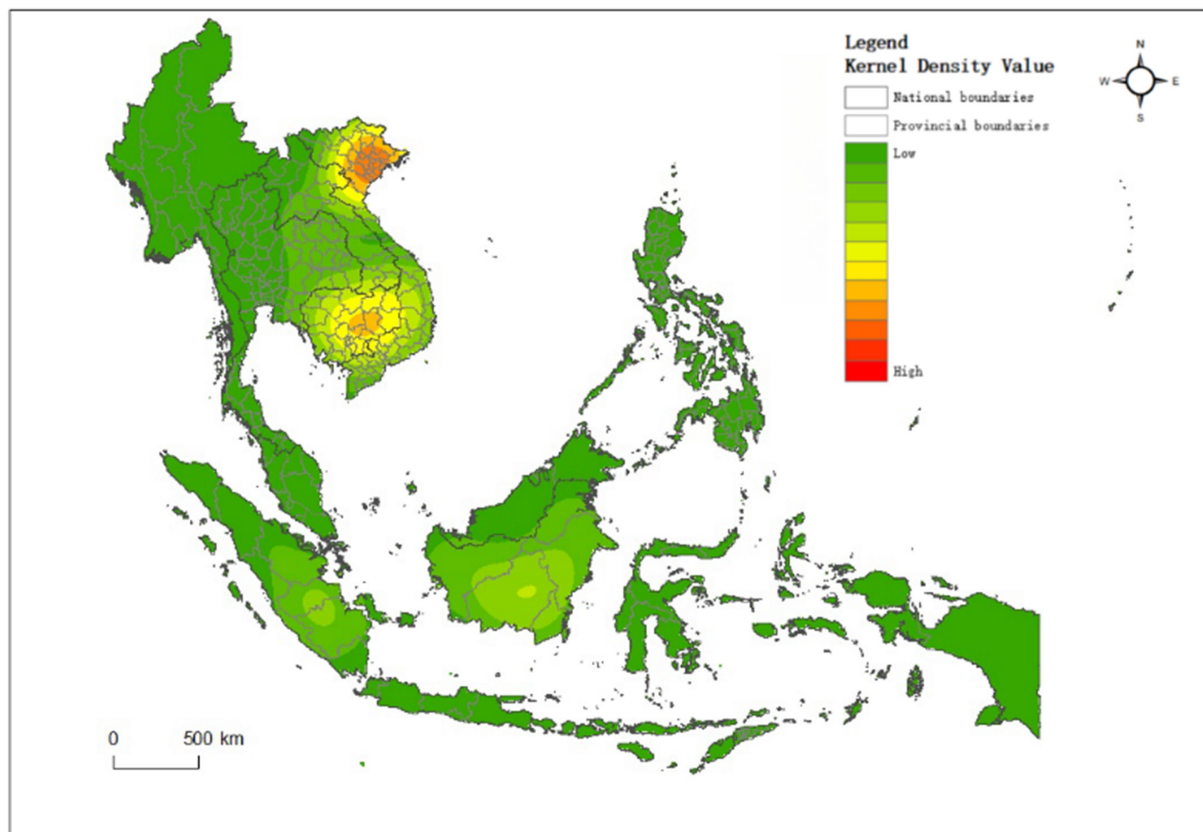 Legend
Kernel Density Value
National boundaries
Provincial boundaries
Low
High
N
W
E
S
0 500 km